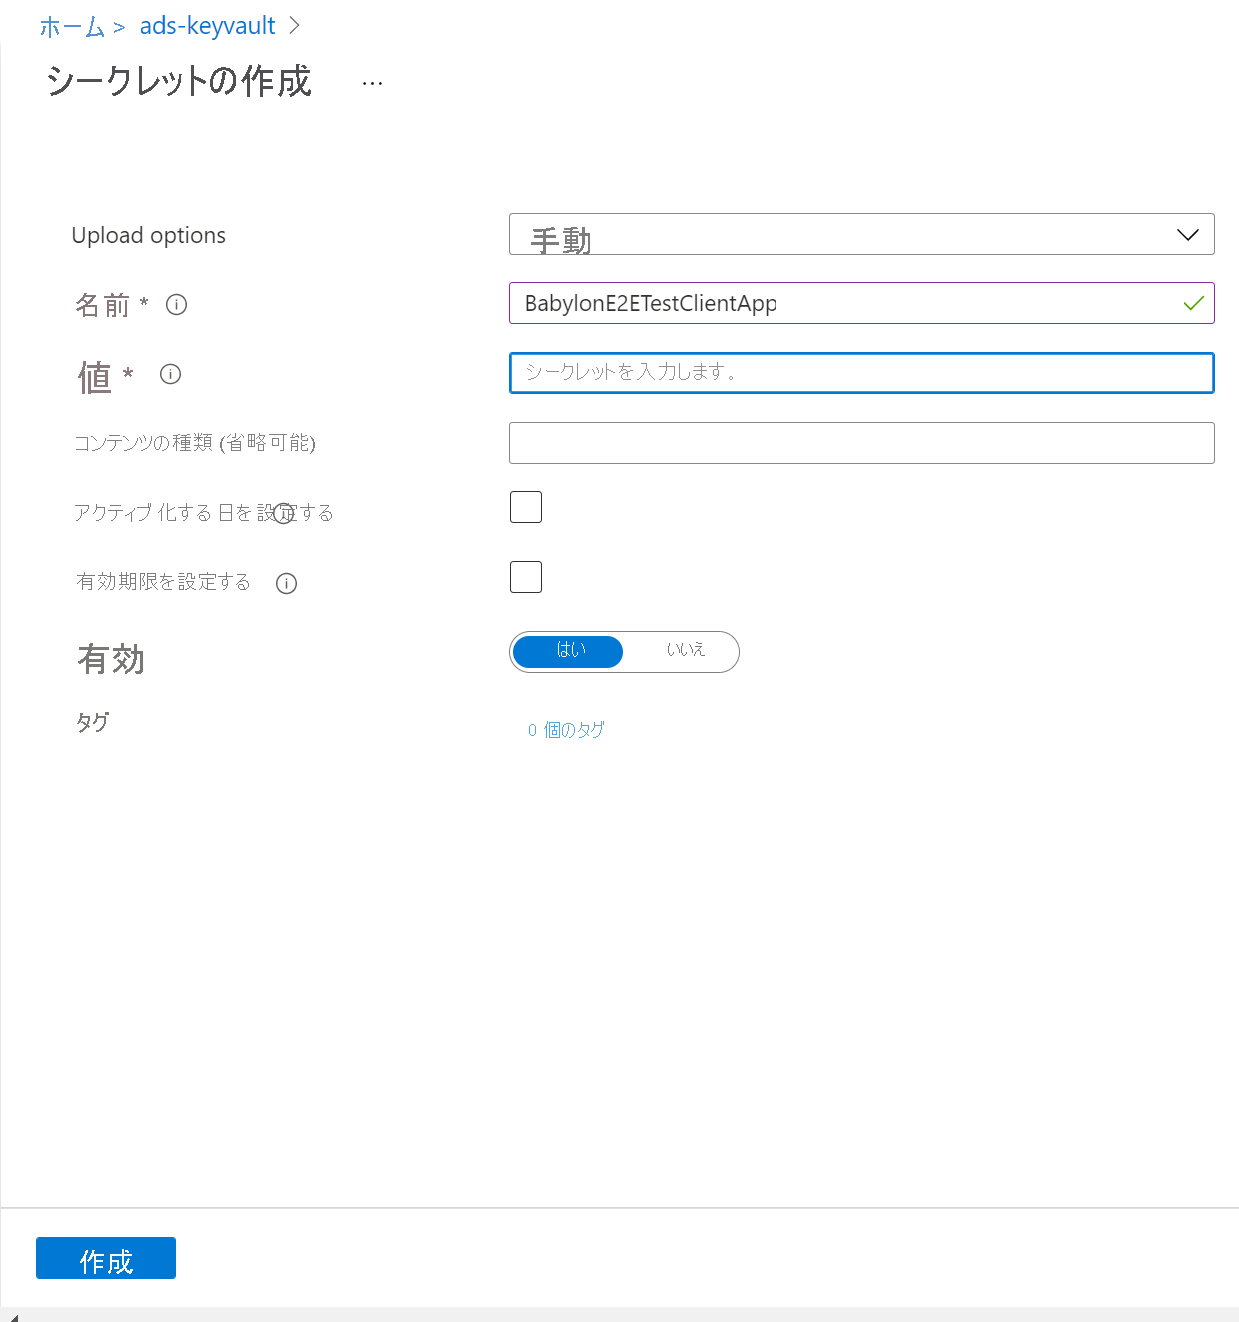 ホーム > ads-keyvault >
シークレットの作成 ...
Upload options 手動
名前 * BabylonE2ETestClientApp
値 * シークレットを入力します。
コンテンツの種類 (省略可能)
アクティブ 化する 日を設定する
有効期限を設定する
有効 はい いいえ
タグ 0 個のタグ
作成